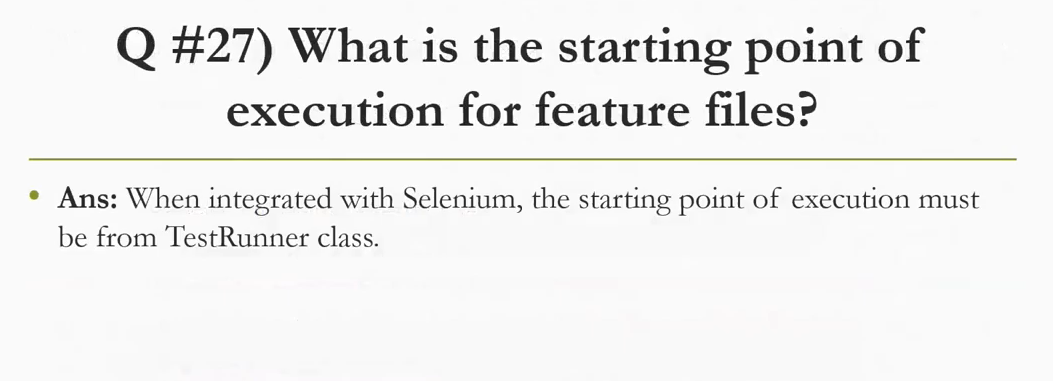 Q #27) What is the starting point of
execution for feature files?
• Ans: When integrated with Selenium, the starting point of execution must
be from TestRunner class.